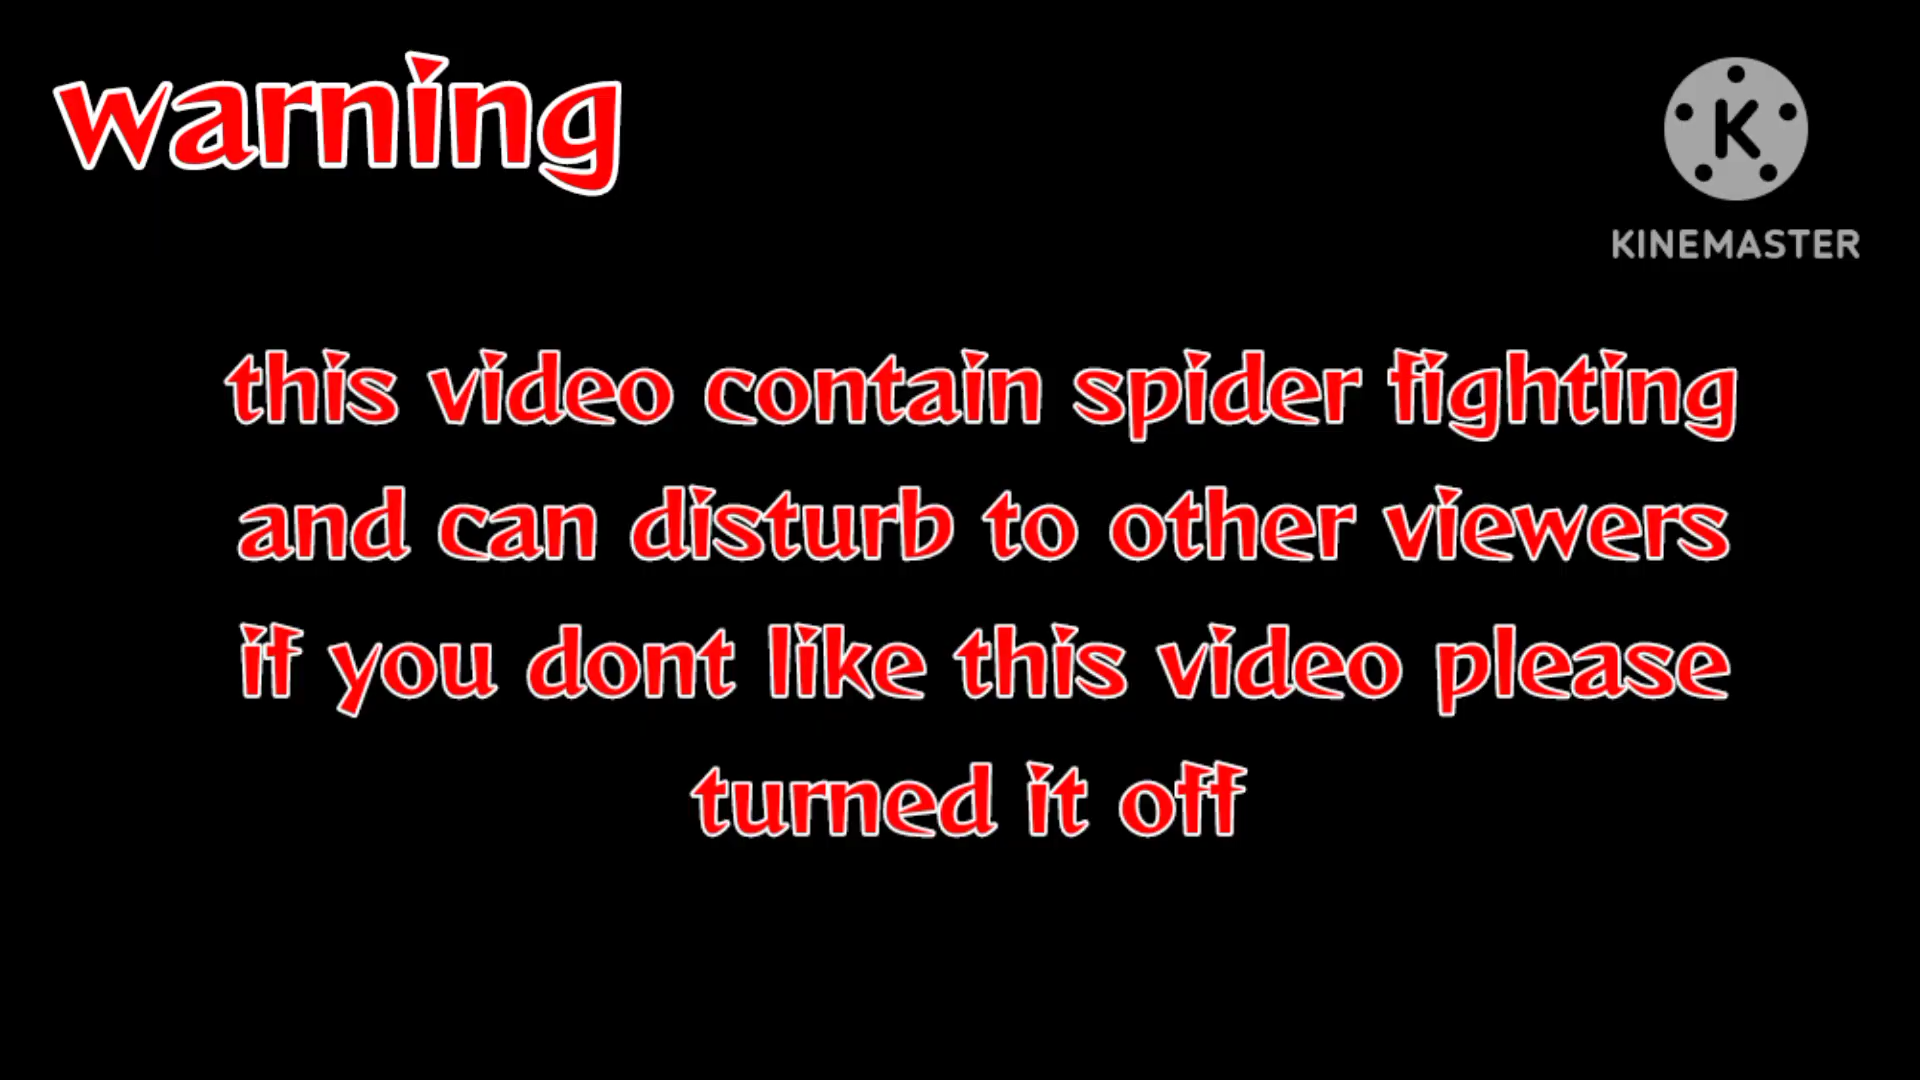 warning
K
KINEMASTER
this video contain spider fighting
and can disturb to other viewers
if you dont like this video please
turned it off